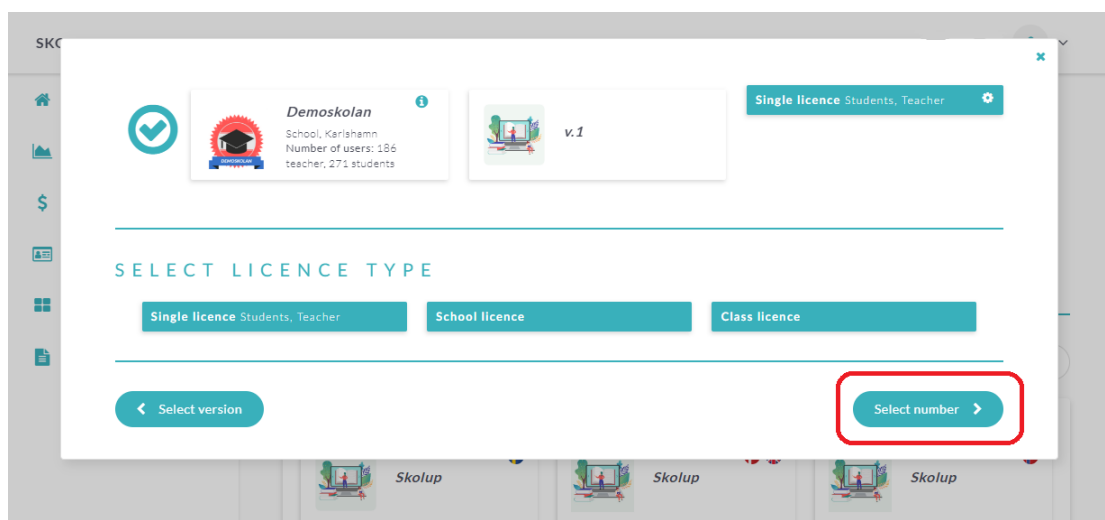 SKO
Demoskolan
School, Karlshamn
Number of users: 186
teacher, 271 students
DEMOSKOLAN
v.1
Single licence Students, Teacher
SELECT LICENCE TYPE
Single licence Students, Teacher
School licence
Class licence
Select version
Select number
Skolup
Skolup
Skolup